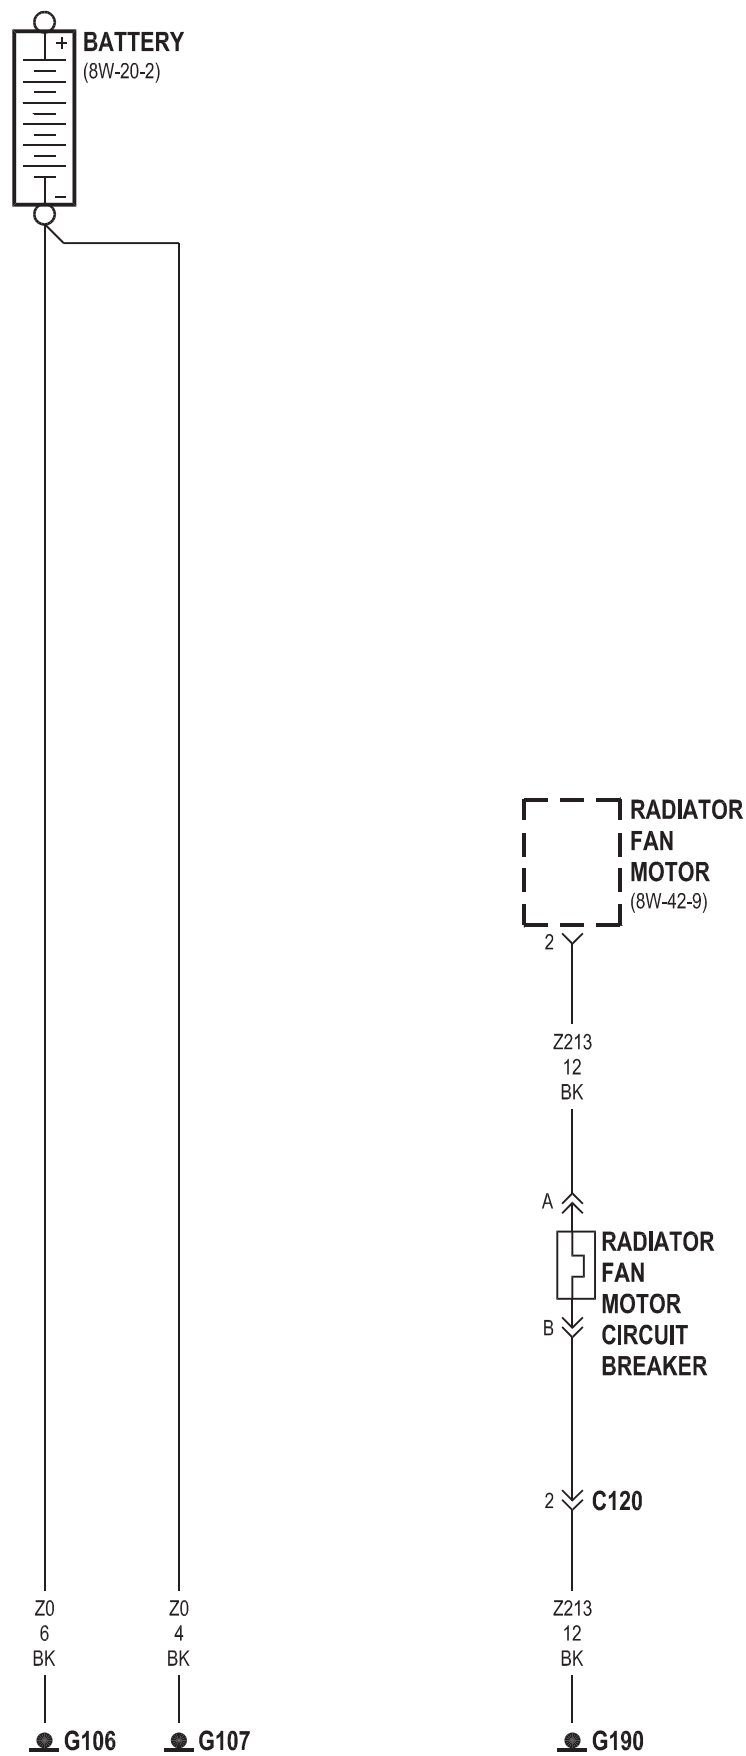 +
BATTERY
(8W-20-2)
–
RADIATOR
FAN
MOTOR
(8W-42-9)
2
Z213
12
BK
A
RADIATOR
FAN
MOTOR
CIRCUIT
BREAKER
B
2
C120
Z0
6
BK
Z0
4
BK
Z213
12
BK
G106
G107
G190